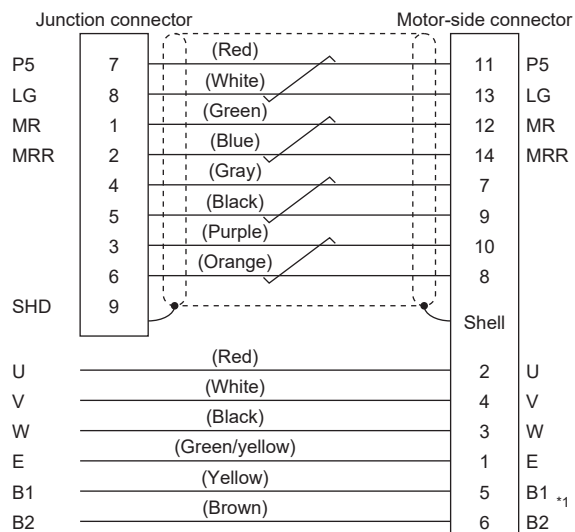 Junction connector Motor-side connector
(Red)
P5 7 11 P5
(White)
LG 8 13 LG
(Green)
MR 1 12 MR
(Blue)
MRR 2 14 MRR
(Gray)
4 7
(Black)
5 9
(Purple)
3 10
(Orange)
6 8
SHD 9
Shell
(Red)
U 2 U
(White)
V 4 V
(Black)
W 3 W
(Green/yellow)
E 1 E
(Yellow)
B1 5 B1 *1
(Brown)
B2 6 B2